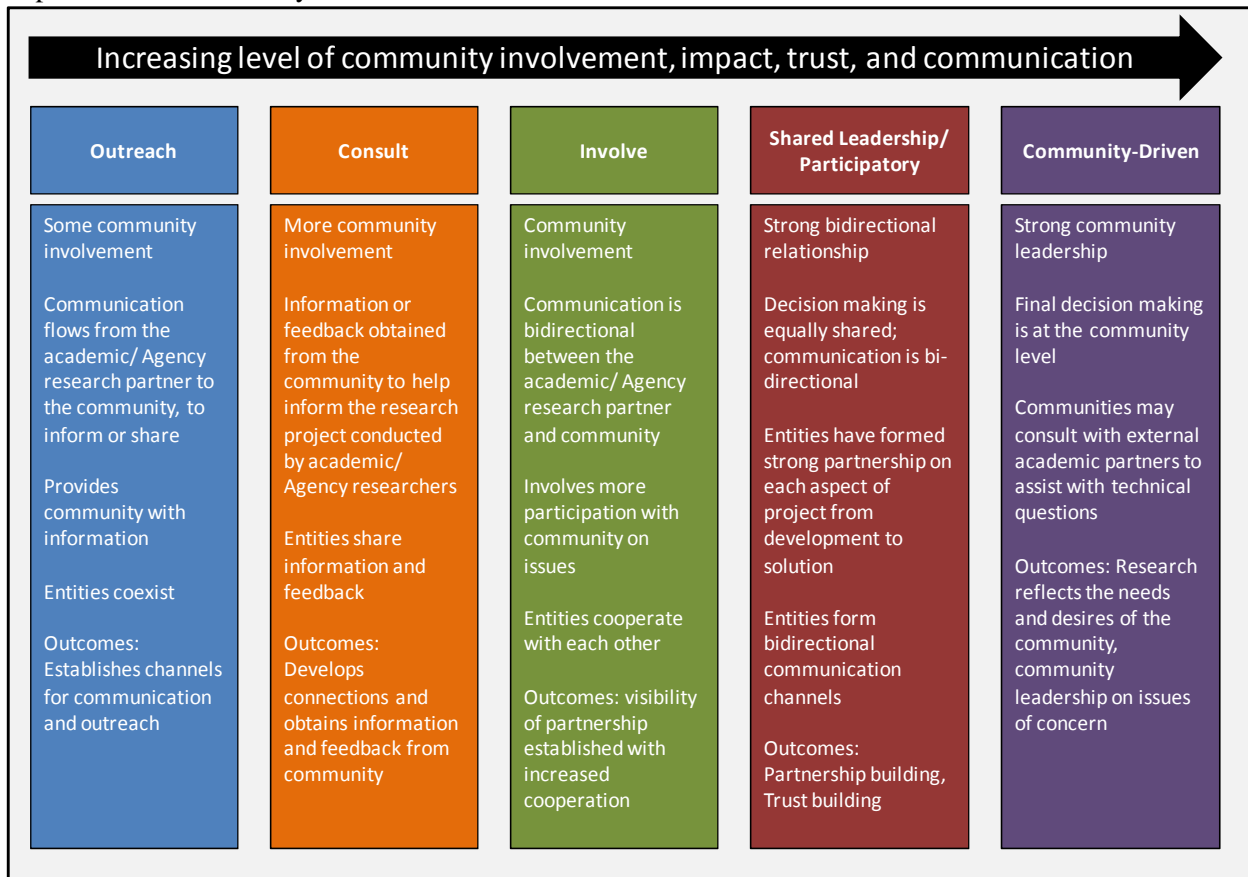 Increasing level of community involvement, impact, trust, and communication
Outreach
Some community
involvement
Communication
flows from the
academic/ Agency
research partner to
the community, to
inform or share
Provides
community with
information
Entities coexist
Outcomes:
Establishes channels
for communication
and outreach
Consult
More community
involvement
Information or
feedback obtained
from the
community to help
inform the research
project conducted
by academic/
Agency researchers
Entities share
information and
feedback
Outcomes:
Develops
connections and
obtains information
and feedback from
community
Involve
Community
involvement
Communication is
bidirectional
between the
academic/ Agency
research partner
and community
Involves more
participation with
community on
issues
Entities cooperate
with each other
Outcomes: visibility
of partnership
established with
increased
cooperation
Shared Leadership/
Participatory
Strong bidirectional
relationship
Decision making is
equally shared;
communication is bi-
directional
Entities have formed
strong partnership on
each aspect of
project from
development to
solution
Entities form
bidirectional
communication
channels
Outcomes:
Partnership building,
Trust building
Community-Driven
Strong community
leadership
Final decision making
is at the community
level
Communities may
consult with external
academic partners to
assist with technical
questions
Outcomes: Research
reflects the needs
and desires of the
community,
community
leadership on issues
of concern